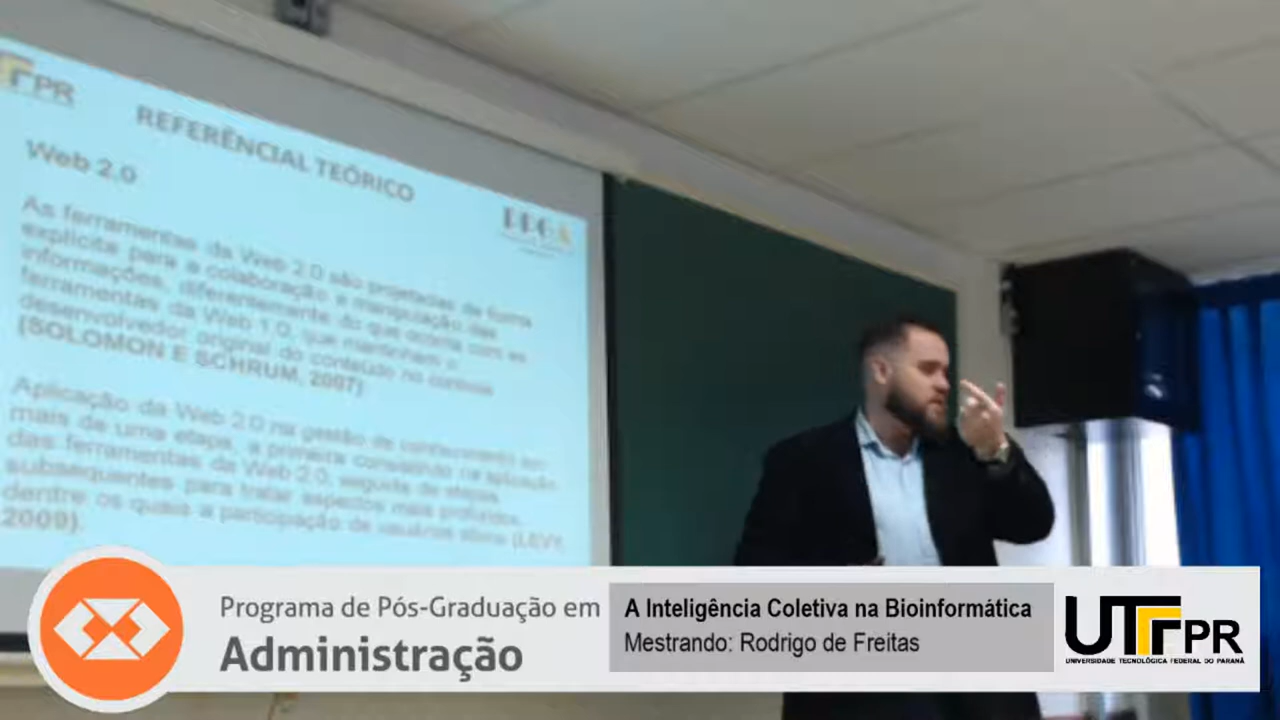 UTFPR
REFERÊNCIAL TEÓRICO
PPGA
Web 2.0
As ferramentas da Web 2.0 são projetadas de forma
explícita para a colaboração e manipulação das
informações, diferentemente do que ocorria com as
ferramentas da Web 1.0, que mantinham o
desenvolvedor original do conteúdo no controle
(SOLOMON E SCHRUM, 2007)
Aplicação da Web 2.0 na gestão do conhecimento em
mais de uma etapa, a primeira consistindo na aplicação
das ferramentas da Web 2.0, seguida de etapas
subsequentes para tratar aspectos mais profundos,
dentre os quais a participação de usuários ativos (LEVY,
2009)
Programa de Pós-Graduação em
Administração
A Inteligência Coletiva na Bioinformática
Mestrando: Rodrigo de Freitas
UTFPR
UNIVERSIDADE TECNOLÓGICA FEDERAL DO PARANÁ